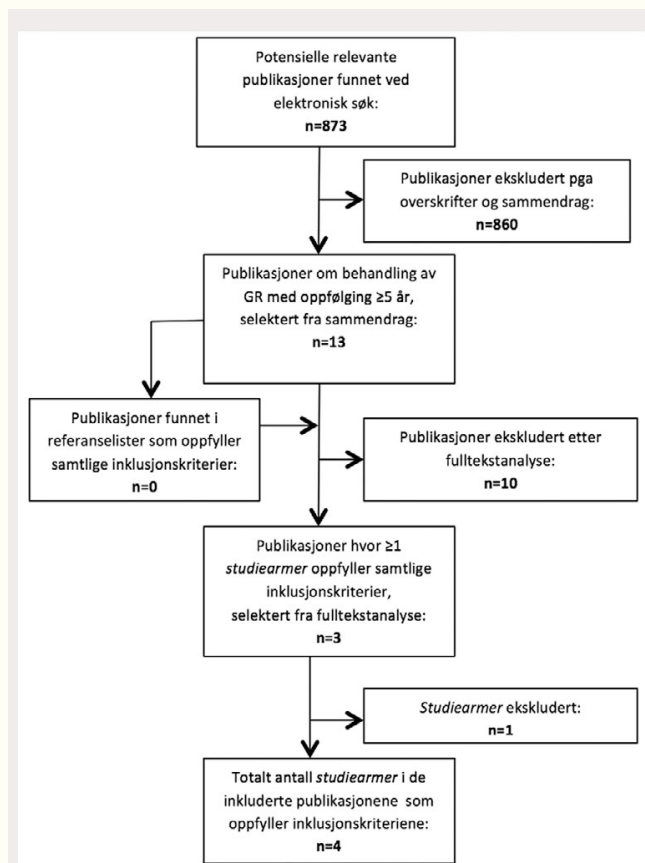 Potensielle relevante
publikasjoner funnet ved
elektronisk søk:
n=873
Publikasjoner ekskludert pga
overskrifter og sammendrag:
n=860
Publikasjoner om behandling av
GR med oppfølging ≥5 år,
selektert fra sammendrag:
n=13
Publikasjoner funnet i
referanselister som oppfyller
samtlige inklusjonskriterier:
n=0
Publikasjoner ekskludert etter
fulltekstanalyse:
n=10
Publikasjoner hvor ≥1
studiearmer oppfyller samtlige
inklusjonskriterier,
selektert fra fulltekstanalyse:
n=3
Studiearmer ekskludert:
n=1
Totalt antall studiearmer i de
inkluderte publikasjonene som
oppfyller inklusjonskriteriene:
n=4